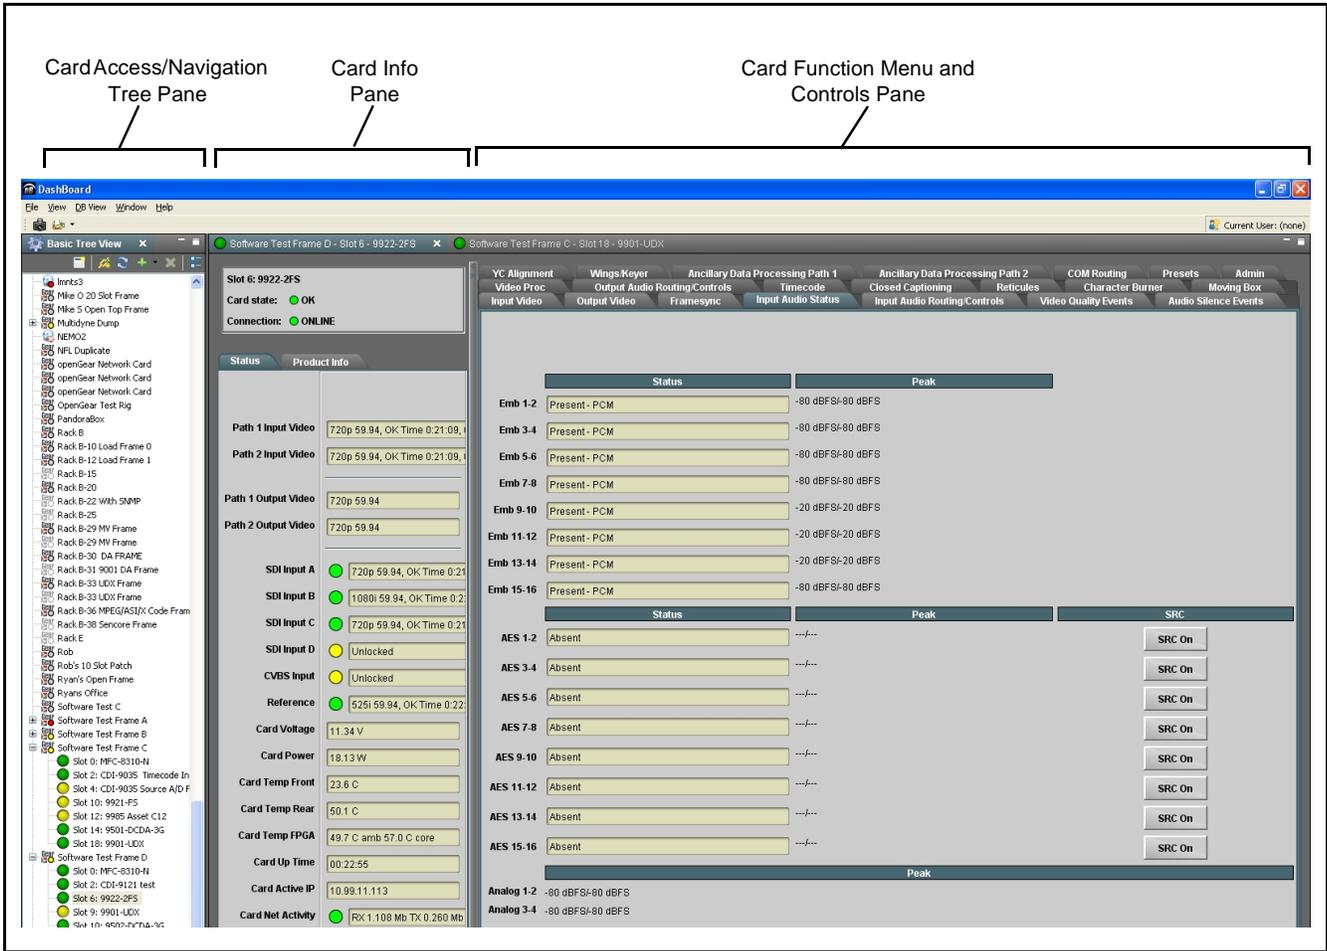 Card Access/Navigation
Tree Pane
Card Info
Pane
Card Function Menu and
Controls Pane
DashBoard
File View DB View Window Help
Current User: (none)
Basic Tree View
Software Test Frame D - Slot 6 - 9922-2FS
Software Test Frame C - Slot 18 - 9901-UDX
lmnts3
Mike O 20 Slot Frame
Mike S Open Top Frame
Multidyne Dump
NEMO2
NFL Duplicate
openGear Network Card
openGear Network Card
openGear Network Card
OpenGear Test Rig
PandoraBox
Rack 8
Rack B-10 Load Frame 0
Rack B-12 Load Frame 1
Rack B-15
Rack B-20
Rack B-22 With SNMP
Rack B-25
Rack B-29 MV Frame
Rack B-29 MV Frame
Rack B-30 DA FRAME
Rack B-31 9001 DA Frame
Rack B-33 UDX Frame
Rack B-33 UDX Frame
Rack B-36 MPEG/ASI/X Code Fram
Rack B-38 Sencore Frame
Rack E
Rob
Rob's 10 Slot Patch
Ryan's Open Frame
Ryans Office
Software Test C
Software Test Frame A
Software Test Frame B
Software Test Frame C
Slot 0: MFC-8310-N
Slot 2: CDI-9035 Timecode In
Slot 4: CDI-9035 Source A/D F
Slot 10: 9921-FS
Slot 12: 9985 Asset C12
Slot 14: 9501-DCDA-3G
Slot 18: 9901-UDX
Software Test Frame D
Slot 0: MFC-8310-N
Slot 2: CDI-9121 test
Slot 6: 9922-2FS
Slot 9: 9901-UDX
Slot 10: 9502-DCDA-3G
Slot 6: 9922-2FS
Card state: OK
Connection: ONLINE
Status Product Info
Path 1 Input Video 720p 59.94, OK Time 0:21:09,
Path 2 Input Video 720p 59.94, OK Time 0:21:09,
Path 1 Output Video 720p 59.94
Path 2 Output Video 720p 59.94
SDI Input A 720p 59.94, OK Time 0:21
SDI Input B 1080i 59.94, OK Time 0:2
SDI Input C 720p 59.94, OK Time 0:21
SDI Input D Unlocked
CVBS Input Unlocked
Reference 525i 59.94, OK Time 0:22:
Card Voltage 11.34 V
Card Power 18.13 W
Card Temp Front 23.6 C
Card Temp Rear 50.1 C
Card Temp FPGA 49.7 C amb 57.0 C core
Card Up Time 00:22:55
Card Active IP 10.99.11.113
Card Net Activity RX 1.108 Mb TX 0.260 Mb
YC Alignment Wings/Keyer Ancillary Data Processing Path 1 Ancillary Data Processing Path 2 COM Routing Presets Admin
Video Proc Output Audio Routing/Controls Timecode Closed Captioning Reticules Character Burner Moving Box
Input Video Output Video Framesync Input Audio Status Input Audio Routing/Controls Video Quality Events Audio Silence Events
Status Peak
Emb 1-2 Present - PCM -80 dBFS/-80 dBFS
Emb 3-4 Present - PCM -80 dBFS/-80 dBFS
Emb 5-6 Present - PCM -80 dBFS/-80 dBFS
Emb 7-8 Present - PCM -80 dBFS/-80 dBFS
Emb 9-10 Present - PCM -20 dBFS/-20 dBFS
Emb 11-12 Present - PCM -20 dBFS/-20 dBFS
Emb 13-14 Present - PCM -20 dBFS/-20 dBFS
Emb 15-16 Present - PCM -80 dBFS/-80 dBFS
Status Peak SRC
AES 1-2 Absent ---/--- SRC On
AES 3-4 Absent ---/--- SRC On
AES 5-6 Absent ---/--- SRC On
AES 7-8 Absent ---/--- SRC On
AES 9-10 Absent ---/--- SRC On
AES 11-12 Absent ---/--- SRC On
AES 13-14 Absent ---/--- SRC On
AES 15-16 Absent ---/--- SRC On
Peak
Analog 1-2 -80 dBFS/-80 dBFS
Analog 3-4 -80 dBFS/-80 dBFS